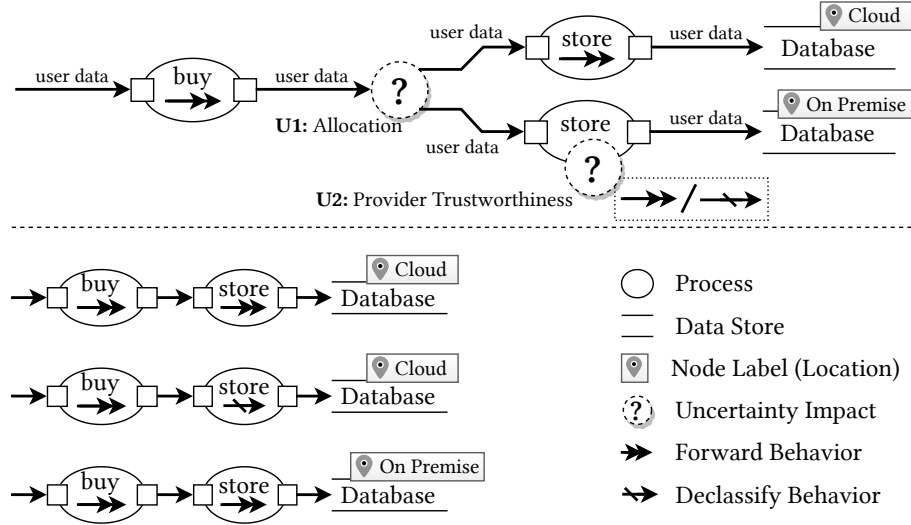 user data
buy
user data
?
U1: Allocation
user data
store
user data
Cloud
Database
user data
store
?
user data
On Premise
Database
U2: Provider Trustworthiness
/
buy
store
Cloud
Database
buy
store
Cloud
Database
buy
store
On Premise
Database
Process
Data Store
Node Label (Location)
? Uncertainty Impact
Forward Behavior
Declassify Behavior